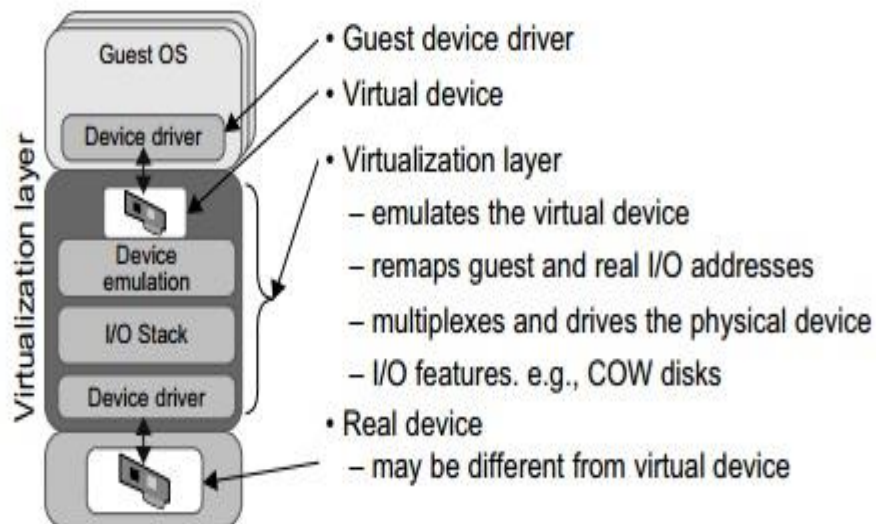 Guest OS
Device driver
Virtualization layer
Device
emulation
I/O Stack
Device driver
• Guest device driver
• Virtual device
• Virtualization layer
– emulates the virtual device
– remaps guest and real I/O addresses
– multiplexes and drives the physical device
– I/O features. e.g., COW disks
• Real device
– may be different from virtual device